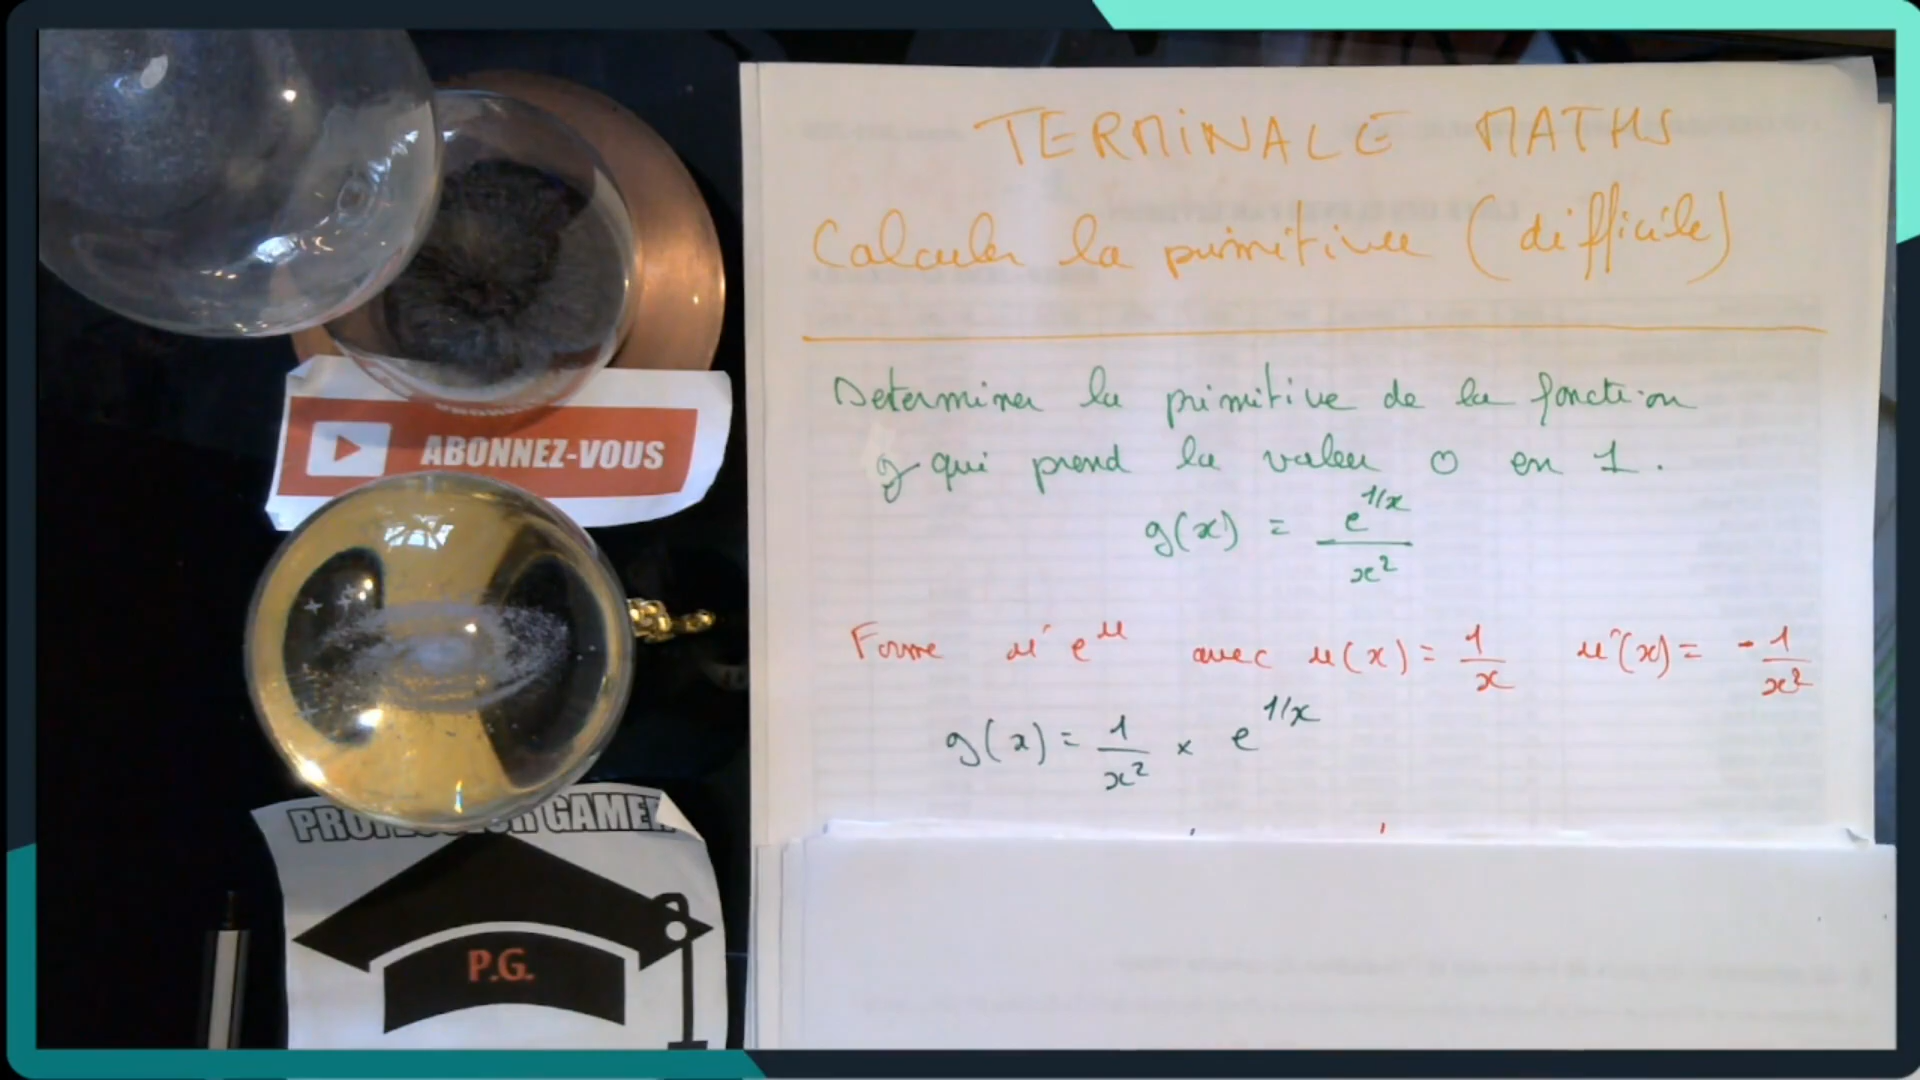 TERMINALE MATHS
Calculer la primitive (difficile)
Determiner la primitive de la fonction
g qui prend la valeur 0 en 1.
g(x) = e^{1/x} / x²
Forme u' e^u avec u(x) = 1/x u'(x) = -1/x²
g(x) = 1/x² × e^{1/x}
ABONNEZ-VOUS
GAMER
P.G.